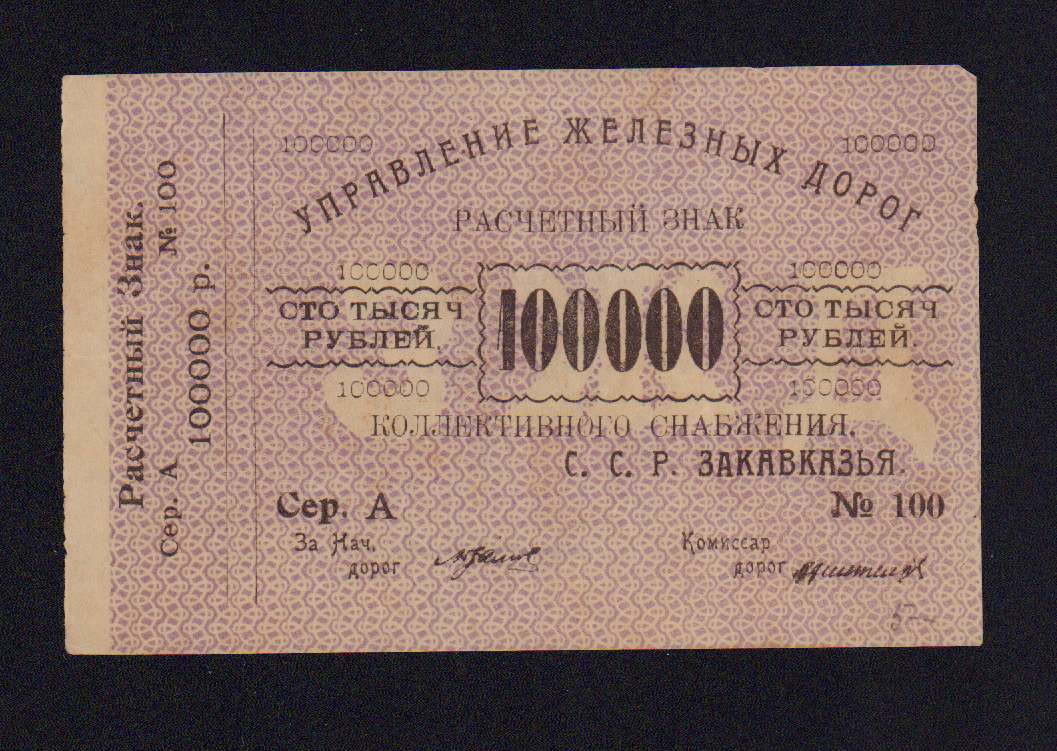 Расчетный Знак.
Сер. А № 100
100000 р.
100000 100000
УПРАВЛЕНИЕ ЖЕЛЕЗНЫХ ДОРОГ
РАСЧЕТНЫЙ ЗНАК
100000 100000
СТО ТЫСЯЧ
РУБЛЕЙ.
100000
СТО ТЫСЯЧ
РУБЛЕЙ.
100000 100000
КОЛЛЕКТИВНОГО СНАБЖЕНИЯ.
С. С. Р. ЗАКАВКАЗЬЯ.
Сер. А № 100
За Нач.
дорог
Комиссар
дорог